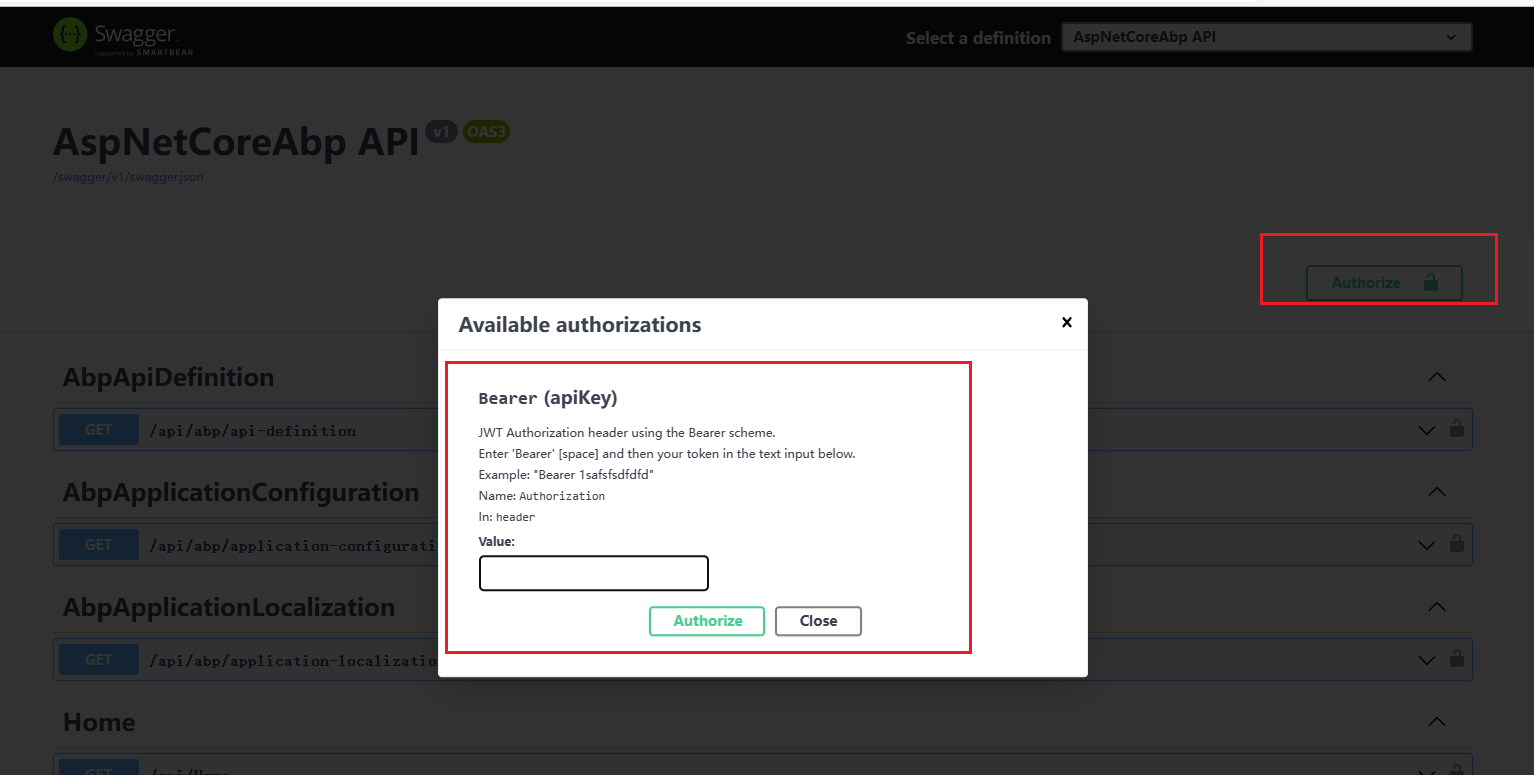 Swagger.
Supported by SMARTBEAR
Select a definition
AspNetCoreAbp API
AspNetCoreAbp API v1 OAS3
/swagger/v1/swagger.json
Authorize
Available authorizations
Bearer (apiKey)
JWT Authorization header using the Bearer scheme.
Enter 'Bearer' [space] and then your token in the text input below.
Example: "Bearer 1safsfsdfdfd"
Name: Authorization
In: header
Value:
Authorize
Close
AbpApiDefinition
GET /api/abp/api-definition
AbpApplicationConfiguration
GET /api/abp/application-configurati
AbpApplicationLocalization
GET /api/abp/application-localizatio
Home
GET /api/Home